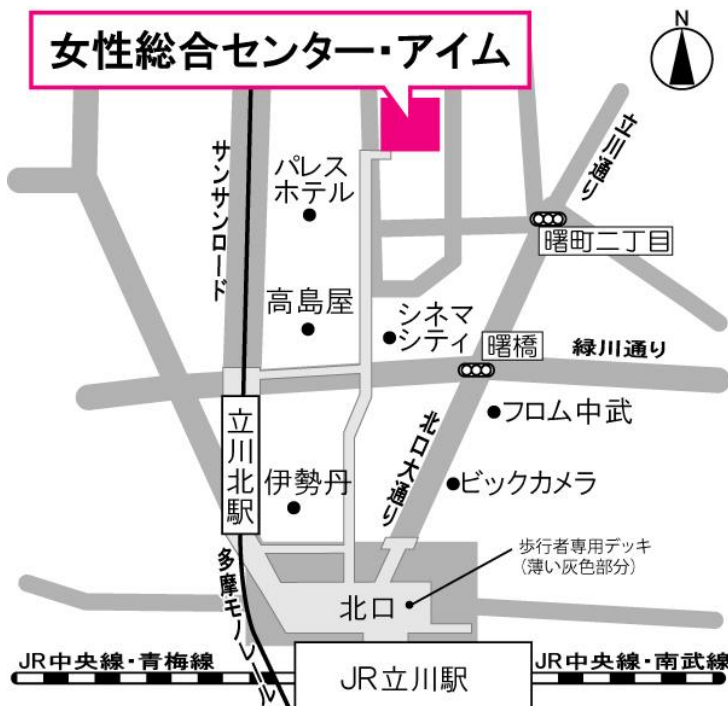 N
女性総合センター・アイム
立川通り
サンサンロード
パレス
ホテル
曙町二丁目
高島屋
シネマ
シティ
曙橋
緑川通り
立川北駅
北口大通り
フロム中武
伊勢丹
ビックカメラ
歩行者専用デッキ
(薄い灰色部分)
多摩モノレール
北口
JR中央線・青梅線
JR立川駅
JR中央線・南武線